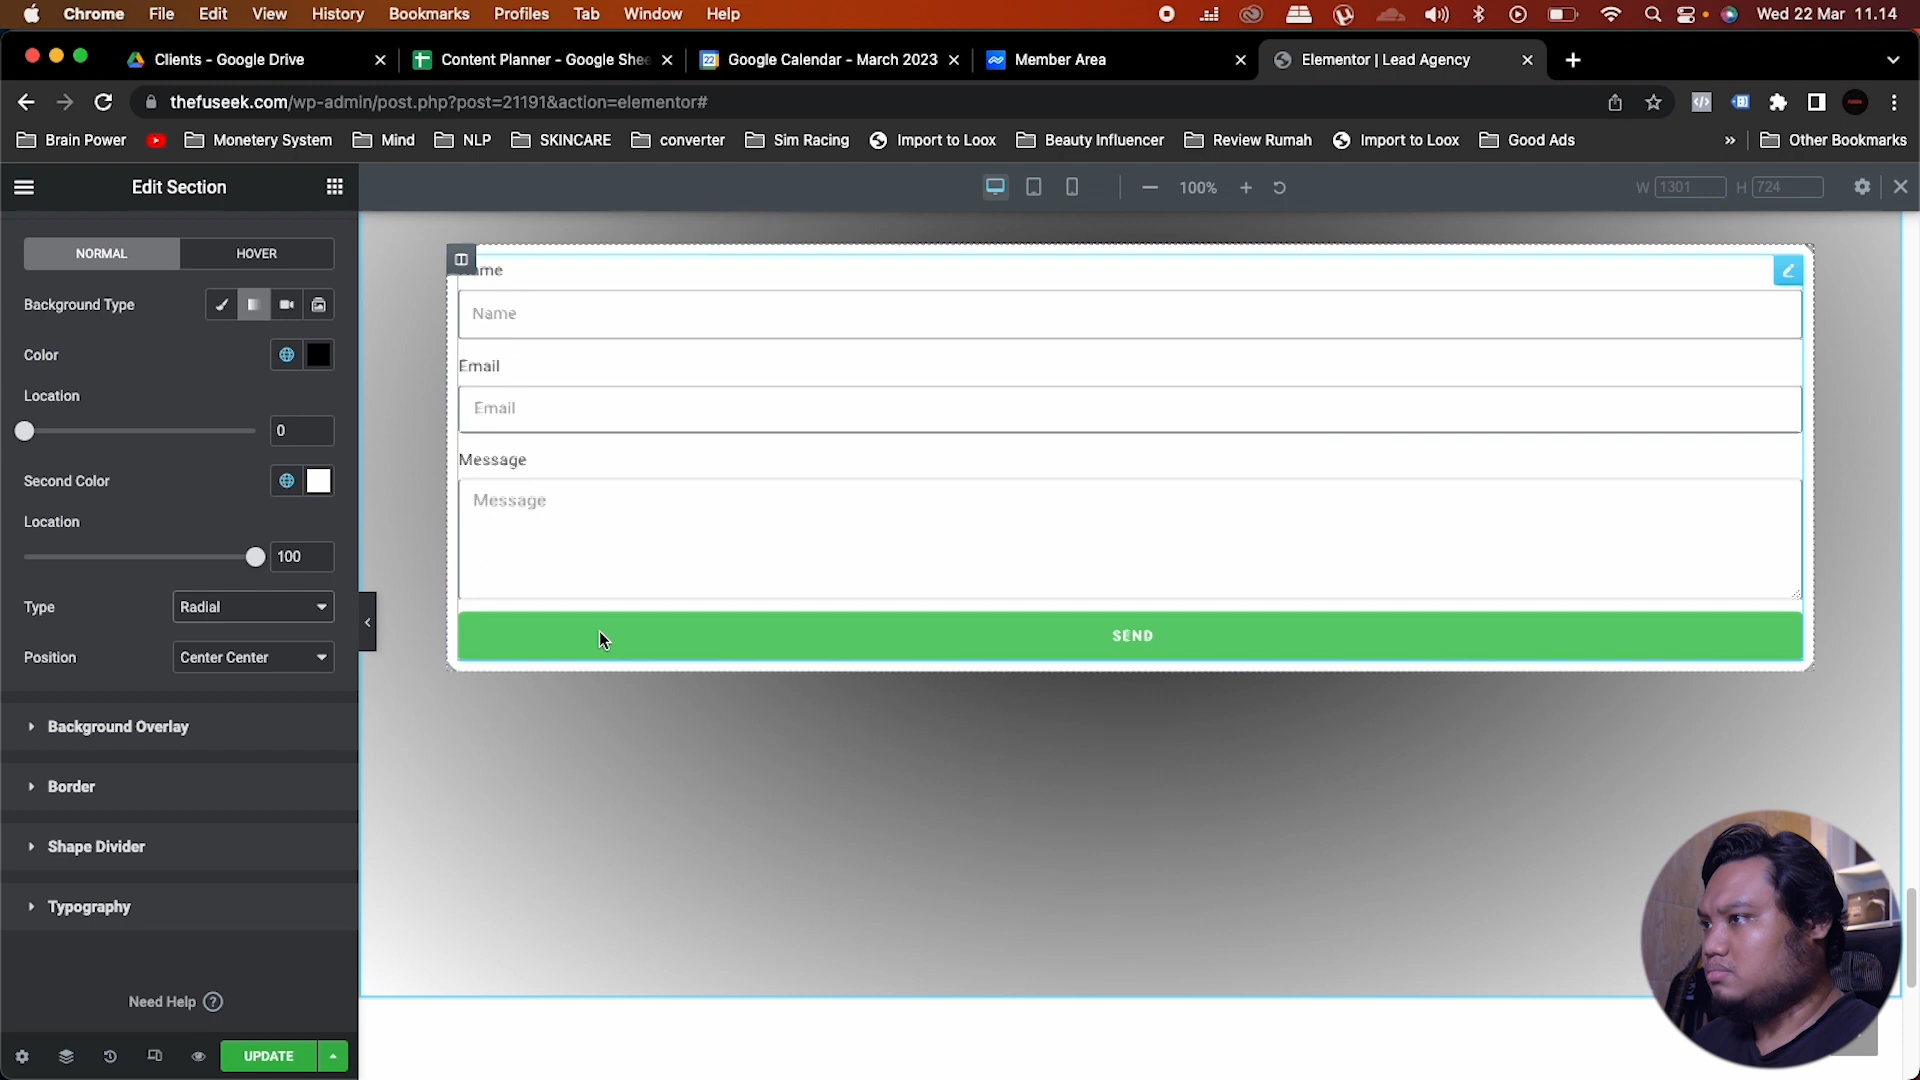 Chrome File Edit View History Bookmarks Profiles Tab Window Help Wed 22 Mar 11.14
Clients - Google Drive Content Planner - Google Shee 22 Google Calendar - March 2023 Member Area Elementor | Lead Agency
thefuseek.com/wp-admin/post.php?post=21191&action=elementor#
Brain Power Monetery System Mind NLP SKINCARE converter Sim Racing Import to Loox Beauty Influencer Review Rumah Import to Loox Good Ads » Other Bookmarks
Edit Section 100% W 1301 H 724
NORMAL HOVER
Background Type
Color
Location
0
Second Color
Location
100
Type Radial
Position Center Center
Background Overlay
Border
Shape Divider
Typography
Need Help ?
UPDATE
Name
Email
Email
Message
Message
SEND